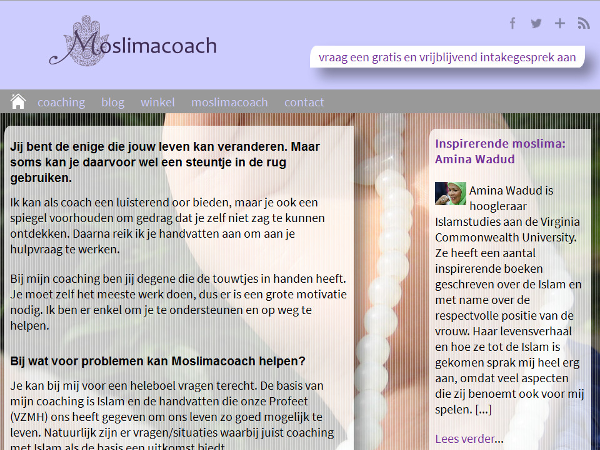 Moslimacoach
vraag een gratis en vrijblijvend intakegesprek aan
coaching blog winkel moslimacoach contact
Jij bent de enige die jouw leven kan veranderen. Maar
soms kan je daarvoor wel een steuntje in de rug
gebruiken.
Ik kan als coach een luisterend oor bieden, maar je ook een
spiegel voorhouden om gedrag dat je zelf niet zag te kunnen
ontdekken. Daarna reik ik je handvatten aan om aan je
hulpvraag te werken.
Bij mijn coaching ben jij degene die de touwtjes in handen heeft.
Je moet zelf het meeste werk doen, dus er is een grote motivatie
nodig. Ik ben er enkel om je te ondersteunen en op weg te
helpen.
Bij wat voor problemen kan Moslimacoach helpen?
Je kan bij mij voor een heleboel vragen terecht. De basis van
mijn coaching is Islam en de handvatten die onze Profeet
(VZMH) ons heeft gegeven om ons leven zo goed mogelijk te
leven. Natuurlijk zijn er vragen/situaties waarbij juist coaching
met Islam als de basis een uitkomst biedt
Inspirerende moslima:
Amina Wadud
Amina Wadud is
hoogleraar
Islamstudies aan de Virginia
Commonwealth University.
Ze heeft een aantal
inspirerende boeken
geschreven over de Islam en
met name over de
respectvolle positie van de
vrouw. Haar levensverhaal
en hoe ze tot de Islam is
gekomen sprak mij heel erg
aan, omdat veel aspecten
die zij benoemt ook voor mij
spelen. [...]
Lees verder...